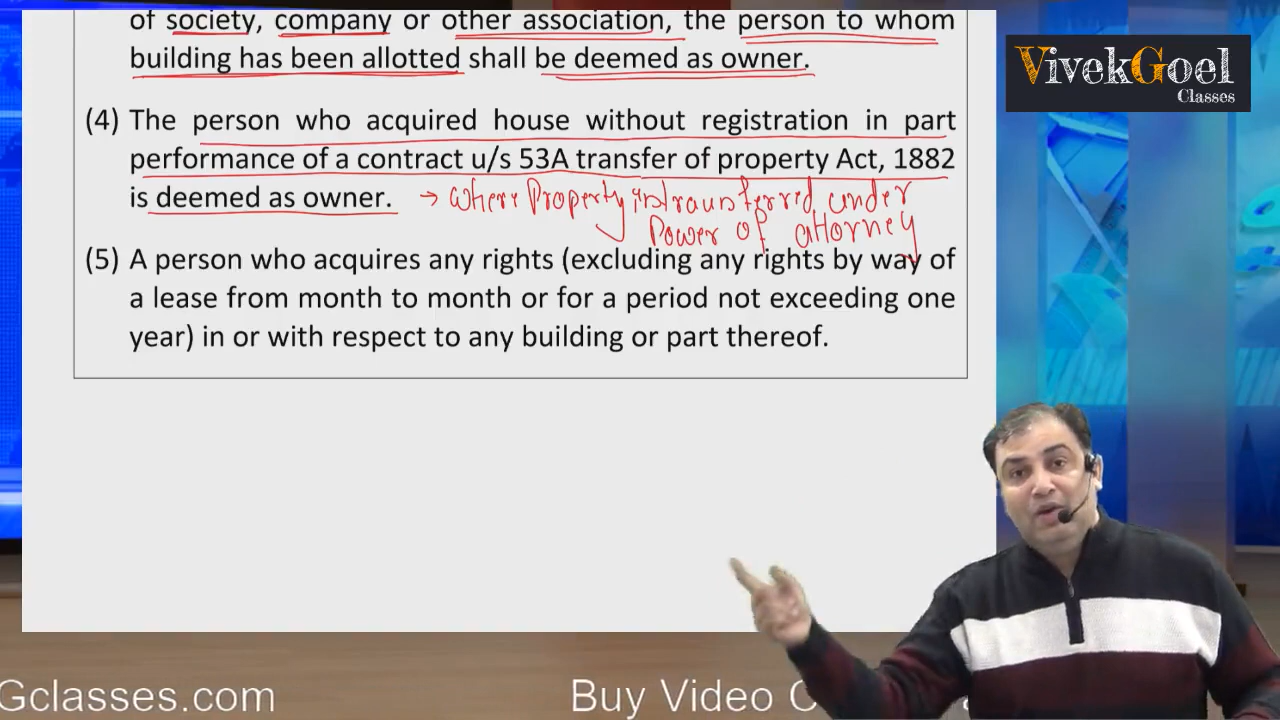 of society, company or other association, the person to whom
building has been allotted shall be deemed as owner.
VivekGoel
Classes
(4) The person who acquired house without registration in part
performance of a contract u/s 53A transfer of property Act, 1882
is deemed as owner. → where Property is transferred under
Power of attorney
(5) A person who acquires any rights (excluding any rights by way of
a lease from month to month or for a period not exceeding one
year) in or with respect to any building or part thereof.
Gclasses.com Buy Video